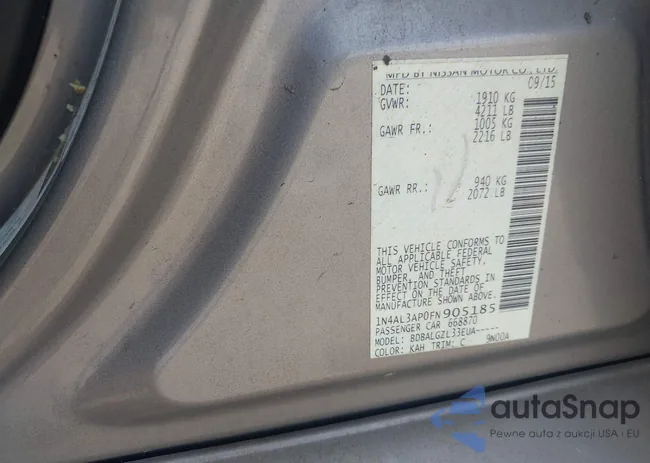 MFD BY NISSAN MOTOR CO., LTD.
DATE: 09/15
GVWR: 1910 KG
4211 LB
GAWR FR.: 1005 KG
2216 LB
GAWR RR.: 940 KG
2072 LB
THIS VEHICLE CONFORMS TO
ALL APPLICABLE FEDERAL
MOTOR VEHICLE SAFETY,
BUMPER, AND THEFT
PREVENTION STANDARDS IN
EFFECT ON THE DATE OF
MANUFACTURE SHOWN ABOVE.
1N4AL3AP0FN905185
PASSENGER CAR 668870
MODEL: BDBALGZL33EUA-----
COLOR: KAH TRIM: C 9N00A
autaSnap
Pewne auta z aukcji USA i EU